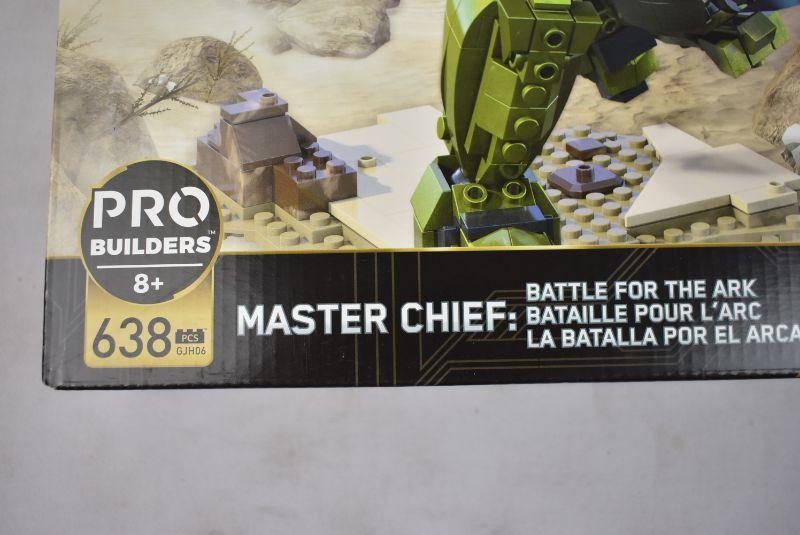 PRO
BUILDERS™
8+
638 PCS
GJH06
MASTER CHIEF:
BATTLE FOR THE ARK
BATAILLE POUR L'ARC
LA BATALLA POR EL ARCA